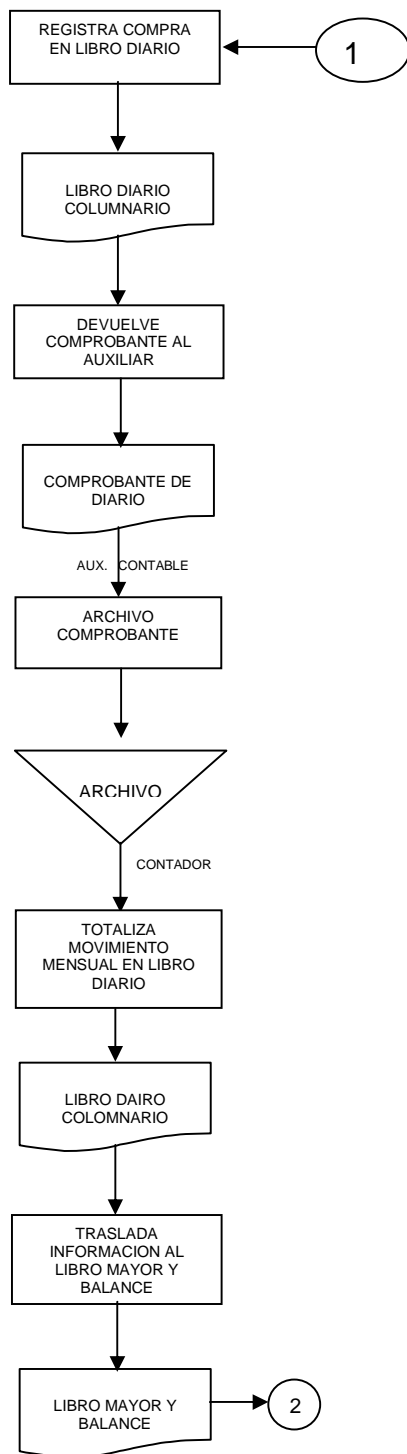 REGISTRA COMPRA
EN LIBRO DIARIO
1
LIBRO DIARIO
COLUMNARIO
DEVUELVE
COMPROBANTE AL
AUXILIAR
COMPROBANTE DE
DIARIO
AUX. CONTABLE
ARCHIVO
COMPROBANTE
ARCHIVO
CONTADOR
TOTALIZA
MOVIMIENTO
MENSUAL EN LIBRO
DIARIO
LIBRO DAIRO
COLOMNARIO
TRASLADA
INFORMACION AL
LIBRO MAYOR Y
BALANCE
LIBRO MAYOR Y
BALANCE
2